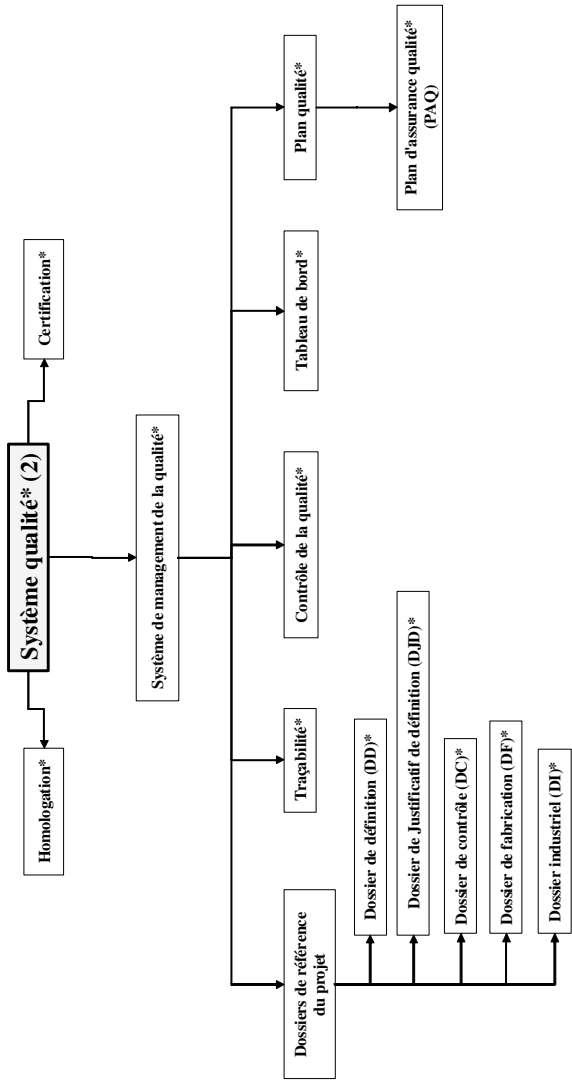 Système qualité* (2)
Homologation*
Certification*
Système de management de la qualité*
Dossiers de référence
du projet
Traçabilité*
Contrôle de la qualité*
Tableau de bord*
Plan qualité*
Dossier de définition (DD)*
Dossier de Justificatif de définition (DJD)*
Dossier de contrôle (DC)*
Dossier de fabrication (DF)*
Dossier industriel (DI)*
Plan d'assurance qualité*
(PAQ)